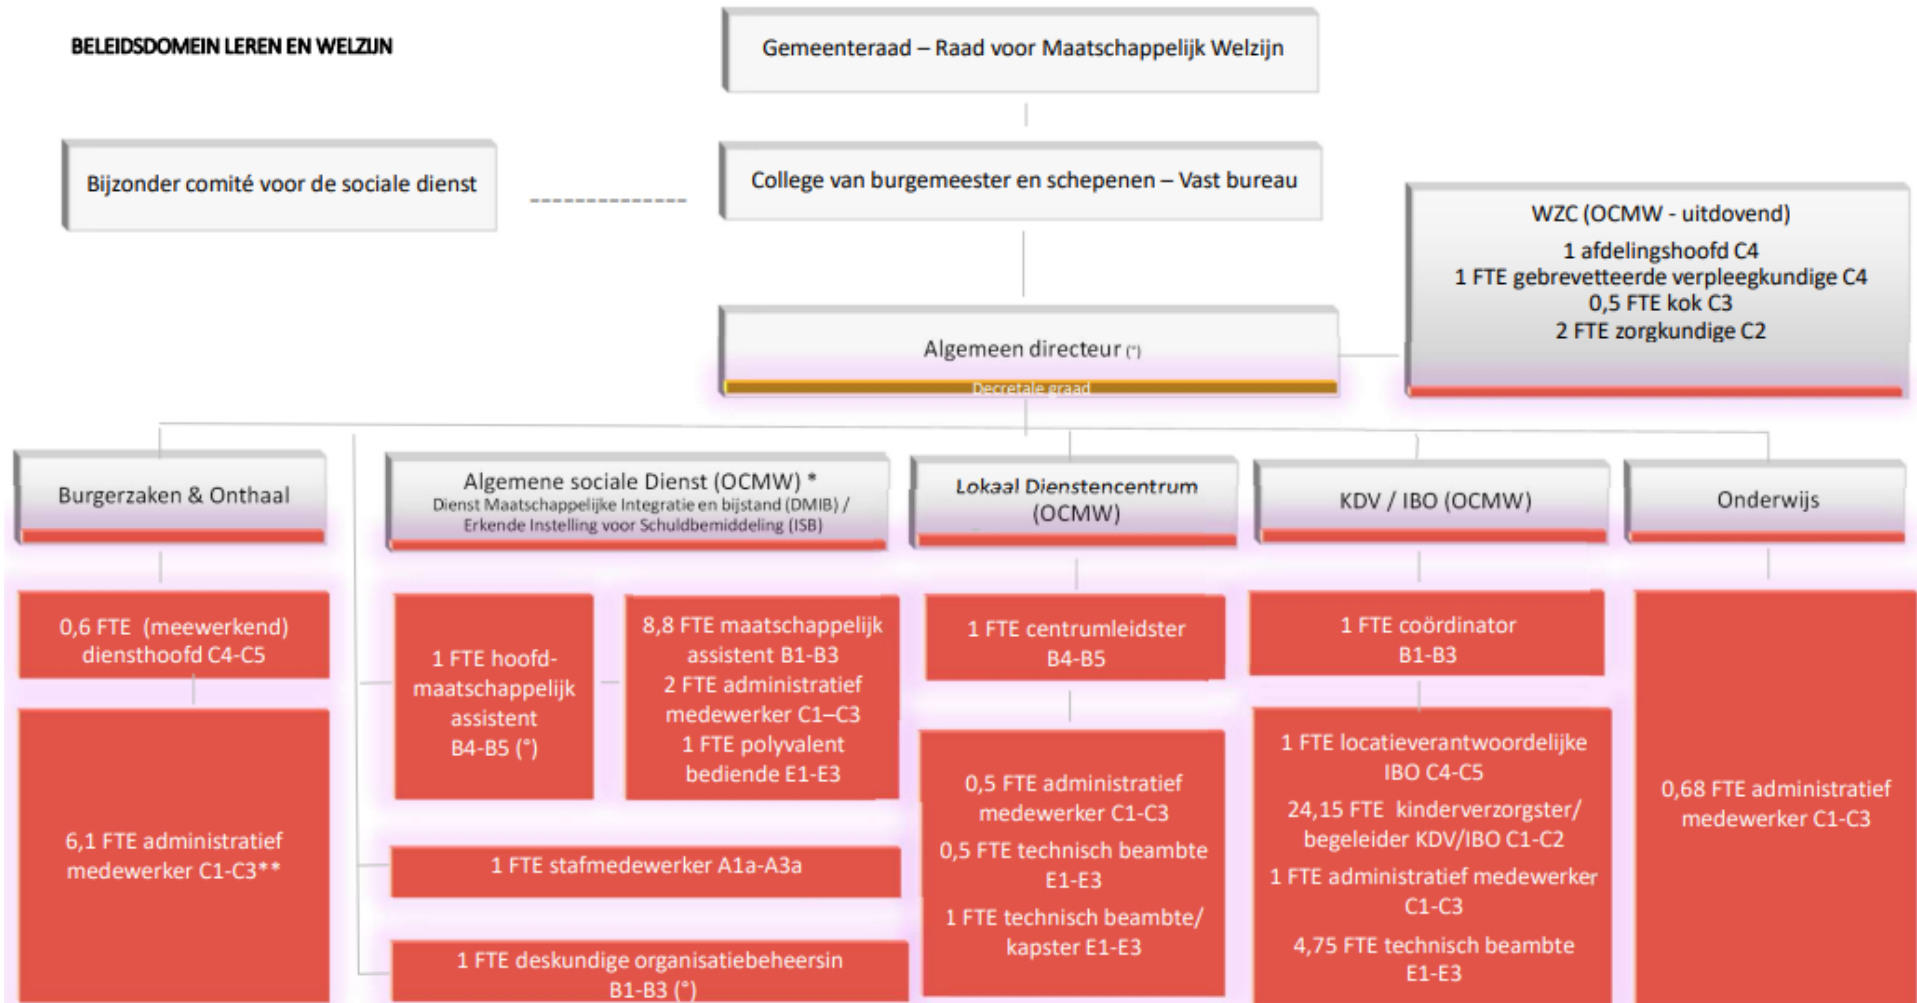 BELEIDSDOMEIN LEREN EN WELZIJN
Gemeenteraad – Raad voor Maatschappelijk Welzijn
Bijzonder comité voor de sociale dienst
College van burgemeester en schepenen – Vast bureau
WZC (OCMW - uitdovend)
1 afdelingshoofd C4
1 FTE gebrevetteerde verpleegkundige C4
0,5 FTE kok C3
2 FTE zorgkundige C2
Algemeen directeur (°)
Decretale graad
Burgerzaken & Onthaal
0,6 FTE (meewerkend)
diensthoofd C4-C5
6,1 FTE administratief
medewerker C1-C3**
Algemene sociale Dienst (OCMW) *
Dienst Maatschappelijke Integratie en bijstand (DMIB) /
Erkende Instelling voor Schuldbemiddeling (ISB)
1 FTE hoofd-
maatschappelijk
assistent
B4-B5 (°)
8,8 FTE maatschappelijk
assistent B1-B3
2 FTE administratief
medewerker C1–C3
1 FTE polyvalent
bediende E1-E3
1 FTE stafmedewerker A1a-A3a
1 FTE deskundige organisatiebeheersin
B1-B3 (°)
Lokaal Dienstencentrum
(OCMW)
1 FTE centrumleidster
B4-B5
0,5 FTE administratief
medewerker C1-C3
0,5 FTE technisch beambte
E1-E3
1 FTE technisch beambte/
kapster E1-E3
KDV / IBO (OCMW)
1 FTE coördinator
B1-B3
1 FTE locatieverantwoordelijke
IBO C4-C5
24,15 FTE kinderverzorgster/
begeleider KDV/IBO C1-C2
1 FTE administratief medewerker
C1-C3
4,75 FTE technisch beambte
E1-E3
Onderwijs
0,68 FTE administratief
medewerker C1-C3